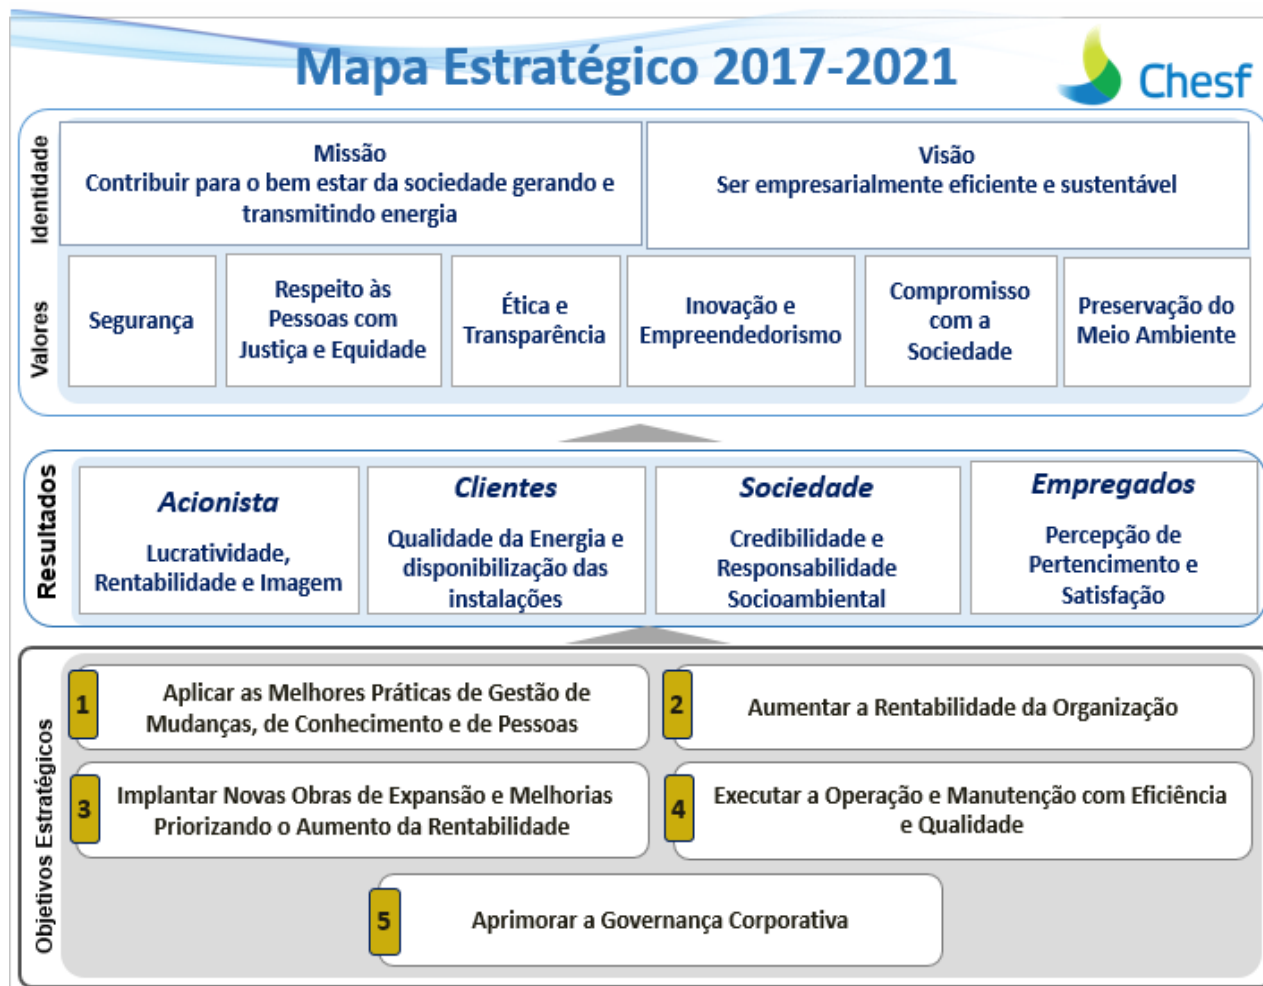 Mapa Estratégico 2017-2021
Chesf
Identidade
Missão
Contribuir para o bem estar da sociedade gerando e
transmitindo energia
Visão
Ser empresarialmente eficiente e sustentável
Valores
Segurança
Respeito às
Pessoas com
Justiça e Equidade
Ética e
Transparência
Inovação e
Empreendedorismo
Compromisso
com a
Sociedade
Preservação do
Meio Ambiente
Resultados
Acionista
Lucratividade,
Rentabilidade e Imagem
Clientes
Qualidade da Energia e
disponibilização das
instalações
Sociedade
Credibilidade e
Responsabilidade
Socioambiental
Empregados
Percepção de
Pertencimento e
Satisfação
Objetivos Estratégicos
1
Aplicar as Melhores Práticas de Gestão de
Mudanças, de Conhecimento e de Pessoas
2
Aumentar a Rentabilidade da Organização
3
Implantar Novas Obras de Expansão e Melhorias
Priorizando o Aumento da Rentabilidade
4
Executar a Operação e Manutenção com Eficiência
e Qualidade
5
Aprimorar a Governança Corporativa